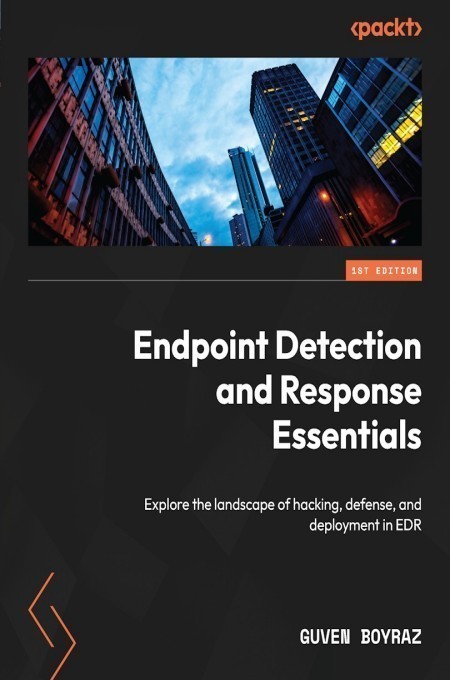 <packt>
1ST EDITION
Endpoint Detection
and Response
Essentials
Explore the landscape of hacking, defense, and
deployment in EDR
GUVEN BOYRAZ